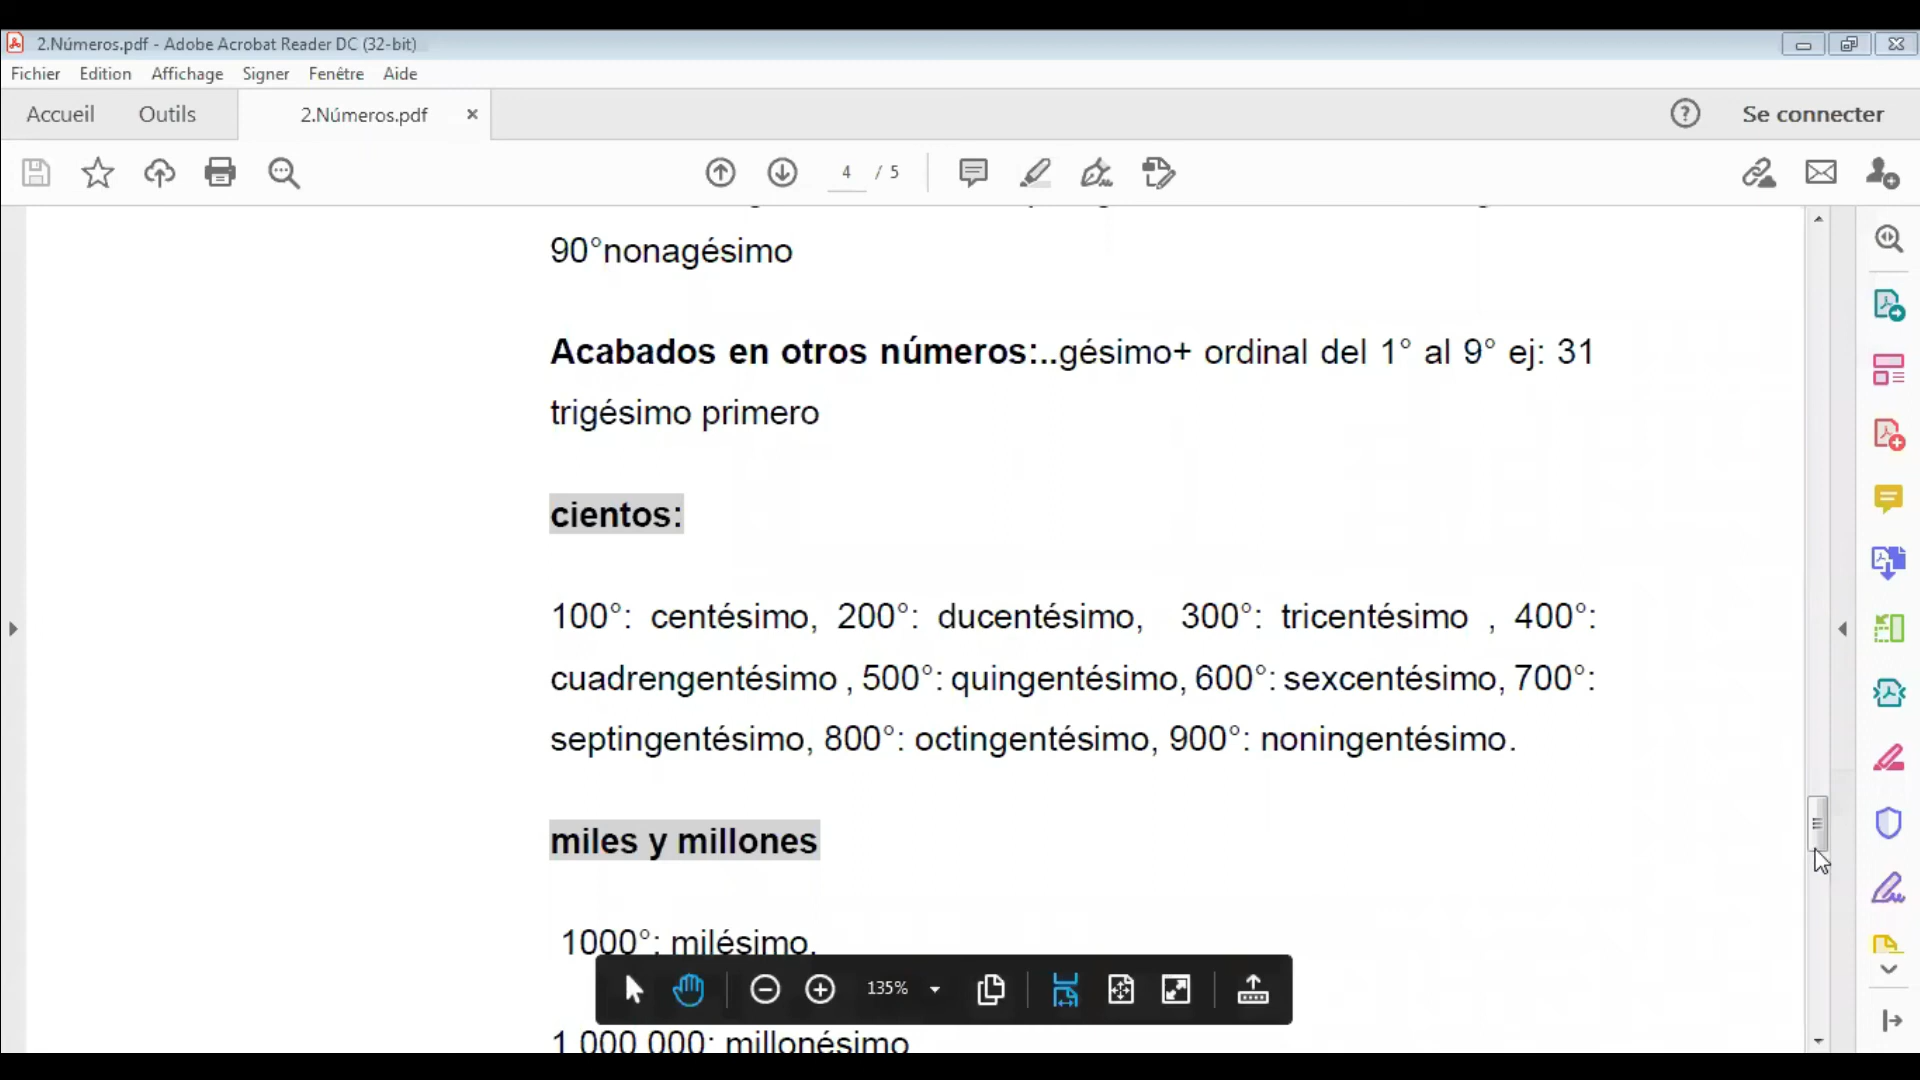 2.Números.pdf - Adobe Acrobat Reader DC (32-bit)
Fichier Edition Affichage Signer Fenêtre Aide
Accueil Outils 2.Números.pdf × Se connecter
4 / 5
90°nonagésimo
Acabados en otros números:..gésimo+ ordinal del 1° al 9° ej: 31
trigésimo primero
cientos:
100°: centésimo, 200°: ducentésimo, 300°: tricentésimo , 400°:
cuadrengentésimo , 500°: quingentésimo, 600°: sexcentésimo, 700°:
septingentésimo, 800°: octingentésimo, 900°: noningentésimo.
miles y millones
1000°: milésimo.
135%
1 000 000: millonésimo